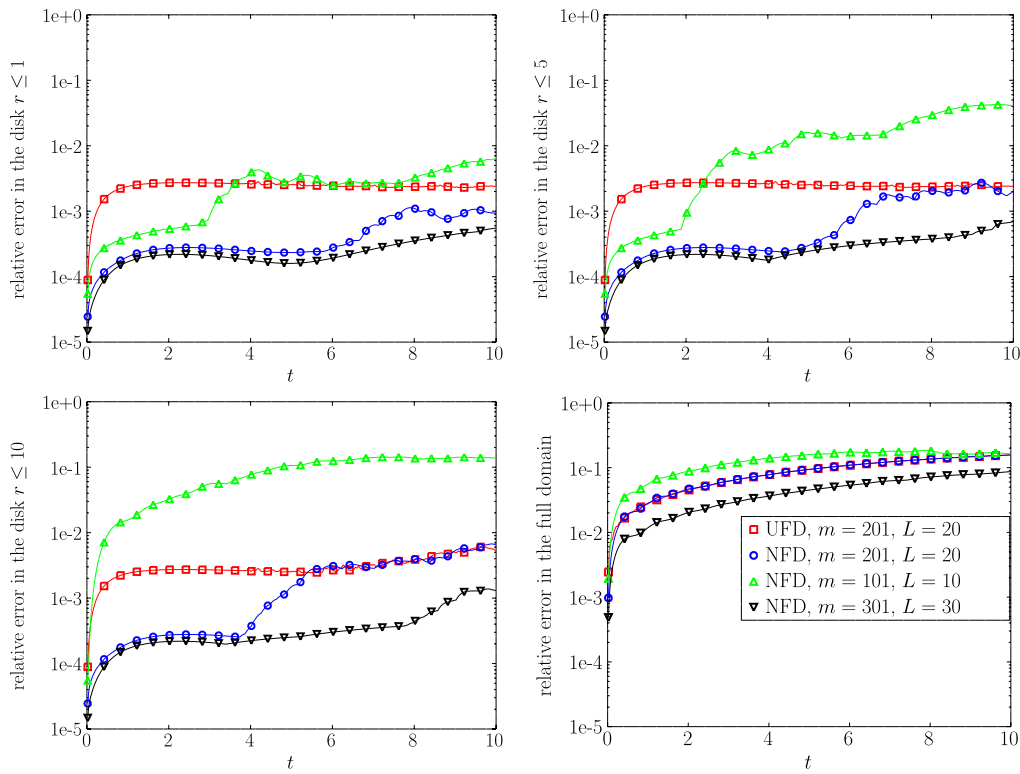 relative error in the disk r ≤ 1
1e+0
1e-1
1e-2
1e-3
1e-4
1e-5
0
2
4
6
8
10
t
relative error in the disk r ≤ 5
1e+0
1e-1
1e-2
1e-3
1e-4
1e-5
0
2
4
6
8
10
t
relative error in the disk r ≤ 10
1e+0
1e-1
1e-2
1e-3
1e-4
1e-5
0
2
4
6
8
10
t
relative error in the full domain
1e+0
1e-1
1e-2
1e-3
1e-4
1e-5
0
2
4
6
8
10
t
UFD, m = 201, L = 20
NFD, m = 201, L = 20
NFD, m = 101, L = 10
NFD, m = 301, L = 30